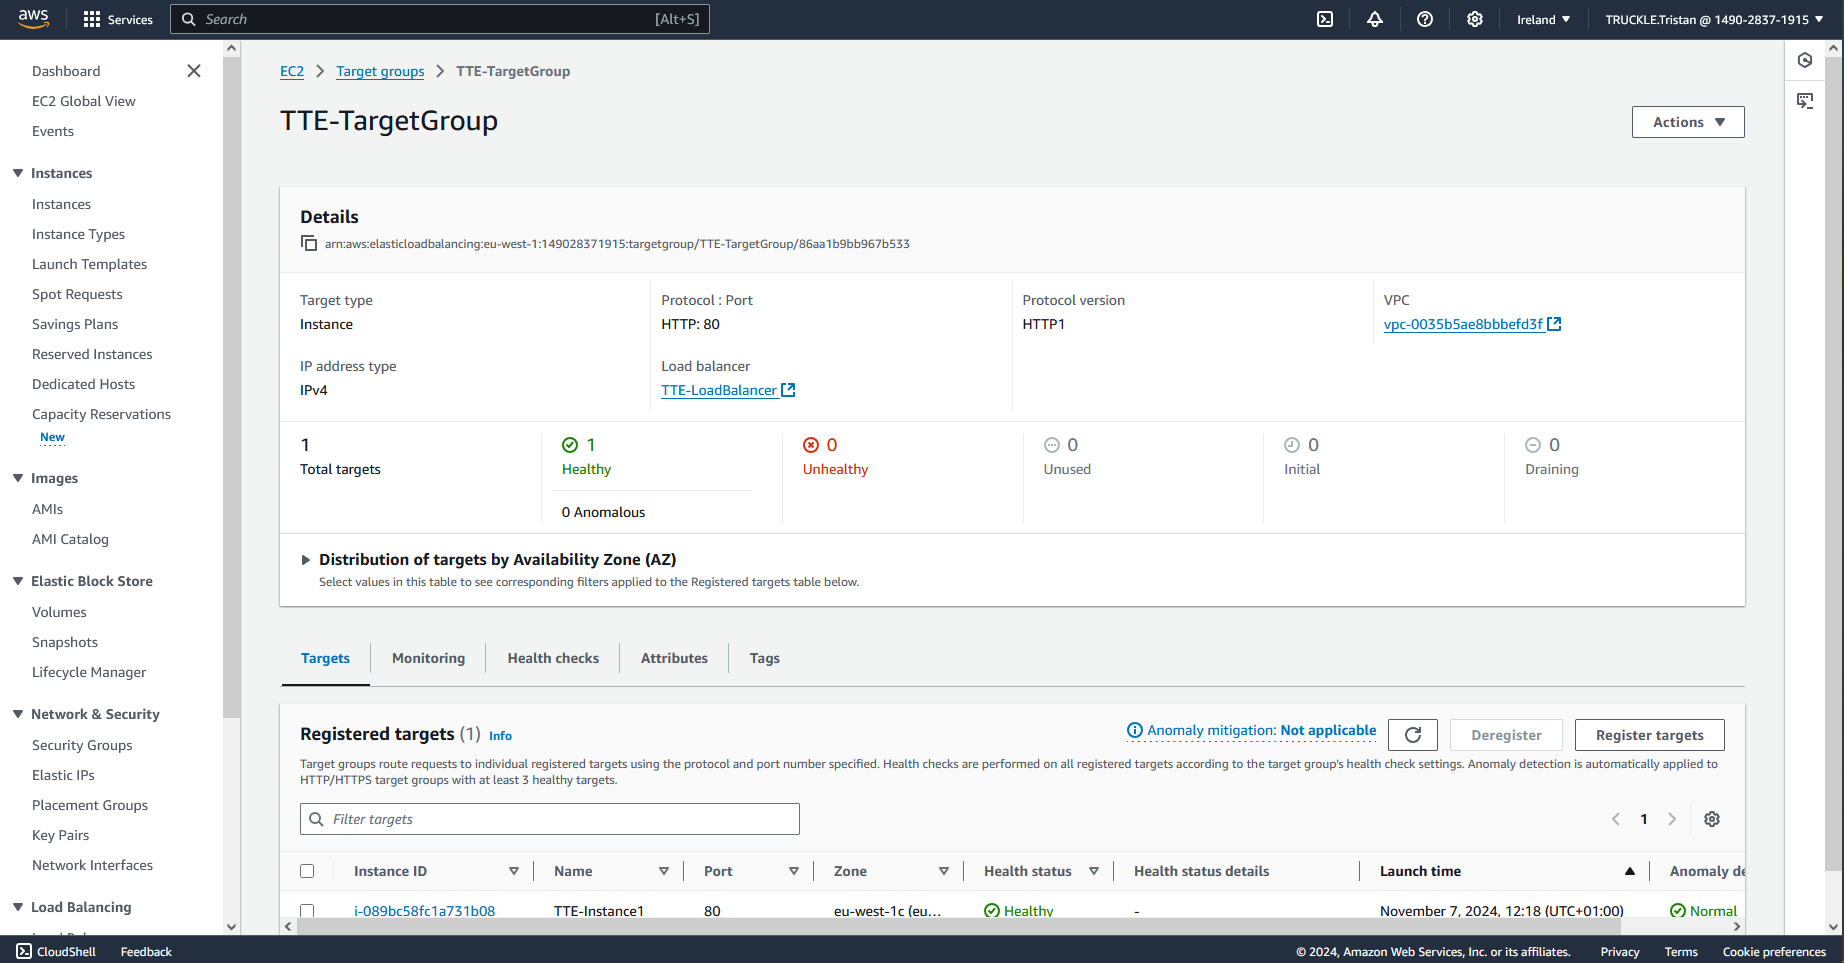 aws
Services
Search [Alt+S]
Ireland ▼
TRUCKLE.Tristan @ 1490-2837-1915 ▼
Dashboard
EC2 Global View
Events
Instances
Instances
Instance Types
Launch Templates
Spot Requests
Savings Plans
Reserved Instances
Dedicated Hosts
Capacity Reservations
New
Images
AMIs
AMI Catalog
Elastic Block Store
Volumes
Snapshots
Lifecycle Manager
Network & Security
Security Groups
Elastic IPs
Placement Groups
Key Pairs
Network Interfaces
Load Balancing
EC2 > Target groups > TTE-TargetGroup
TTE-TargetGroup
Actions ▼
Details
arn:aws:elasticloadbalancing:eu-west-1:149028371915:targetgroup/TTE-TargetGroup/86aa1b9bb967b533
Target type
Instance
Protocol : Port
HTTP: 80
Protocol version
HTTP1
VPC
vpc-0035b5ae8bbbefd3f
IP address type
IPv4
Load balancer
TTE-LoadBalancer
1
Total targets
1
Healthy
0 Anomalous
0
Unhealthy
0
Unused
0
Initial
0
Draining
Distribution of targets by Availability Zone (AZ)
Select values in this table to see corresponding filters applied to the Registered targets table below.
Targets
Monitoring
Health checks
Attributes
Tags
Registered targets (1) Info
Anomaly mitigation: Not applicable
Deregister
Register targets
Target groups route requests to individual registered targets using the protocol and port number specified. Health checks are performed on all registered targets according to the target group's health check settings. Anomaly detection is automatically applied to
HTTP/HTTPS target groups with at least 3 healthy targets.
Filter targets
1
Instance ID Name Port Zone Health status Health status details Launch time Anomaly de
i-089bc58fc1a731b08 TTE-Instance1 80 eu-west-1c (eu... Healthy - November 7, 2024, 12:18 (UTC+01:00) Normal
CloudShell
Feedback
© 2024, Amazon Web Services, Inc. or its affiliates.
Privacy
Terms
Cookie preferences